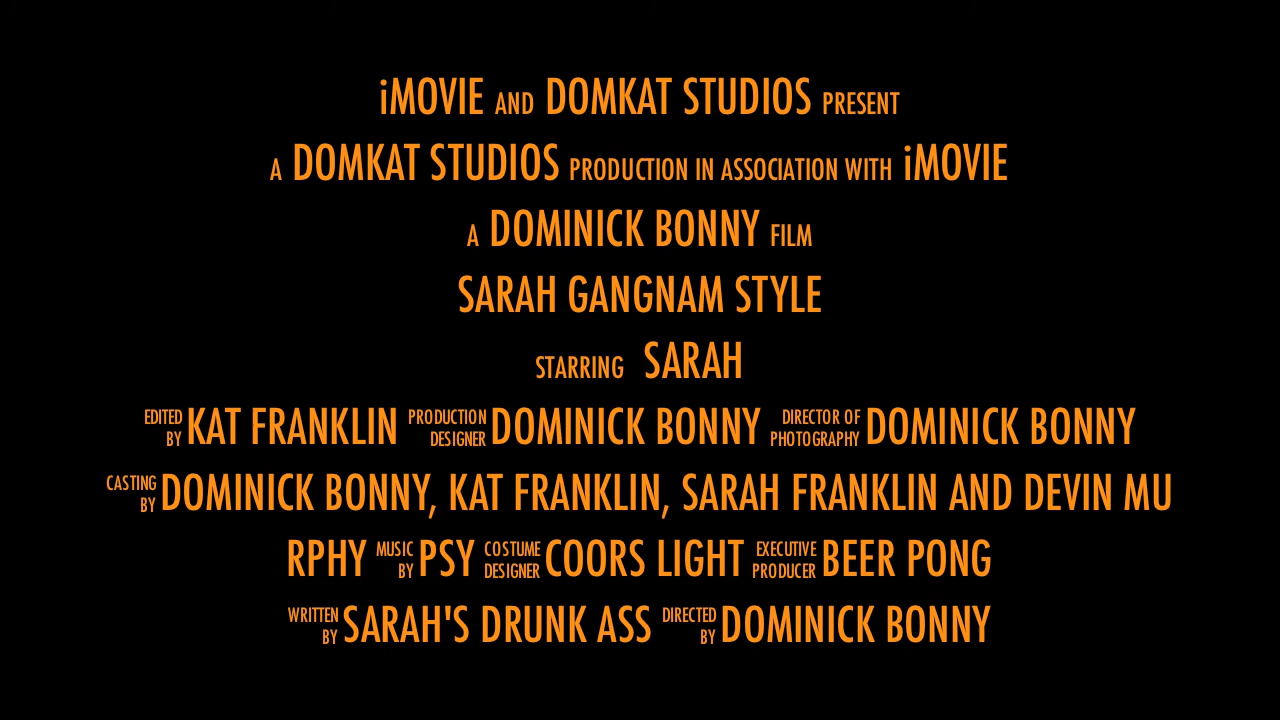 iMOVIE AND DOMKAT STUDIOS PRESENT
A DOMKAT STUDIOS PRODUCTION IN ASSOCIATION WITH iMOVIE
A DOMINICK BONNY FILM
SARAH GANGNAM STYLE
STARRING SARAH
EDITED BY KAT FRANKLIN PRODUCTION DESIGNER DOMINICK BONNY DIRECTOR OF PHOTOGRAPHY DOMINICK BONNY
CASTING BY DOMINICK BONNY, KAT FRANKLIN, SARAH FRANKLIN AND DEVIN MU
RPHY MUSIC BY PSY COSTUME DESIGNER COORS LIGHT EXECUTIVE PRODUCER BEER PONG
WRITTEN BY SARAH'S DRUNK ASS DIRECTED BY DOMINICK BONNY